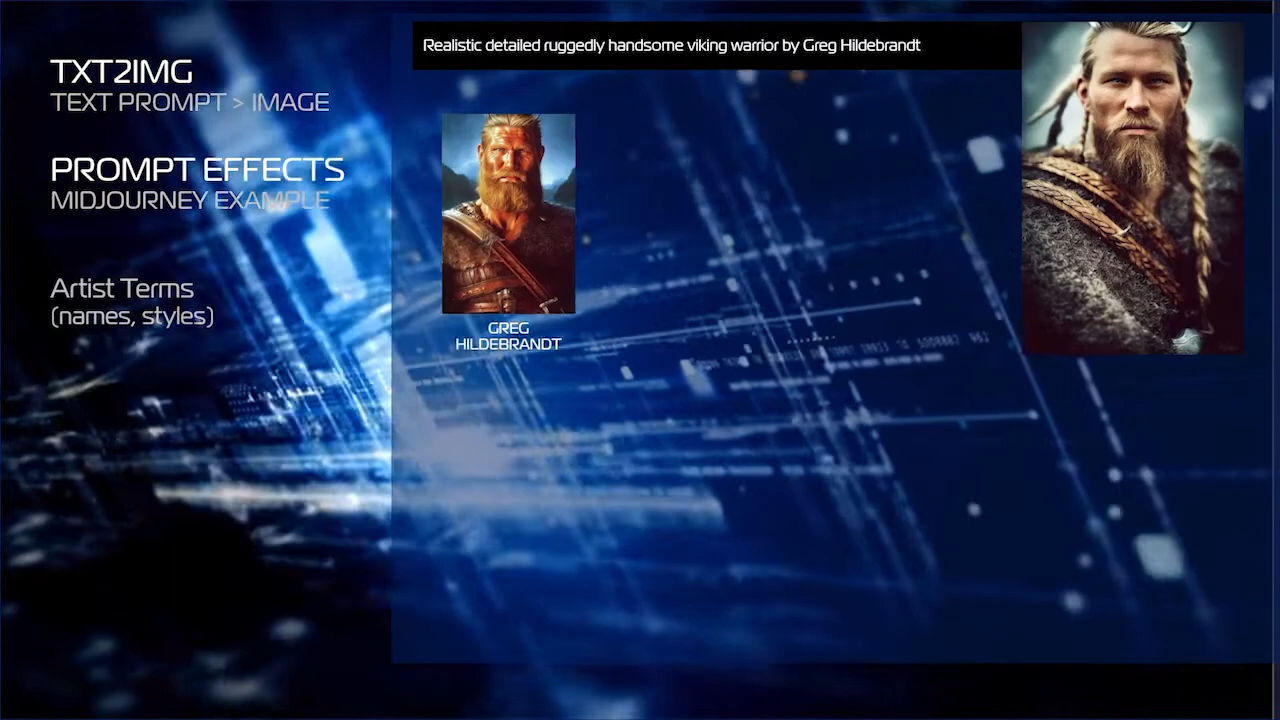 TXT2IMG
TEXT PROMPT > IMAGE
PROMPT EFFECTS
MIDJOURNEY EXAMPLE
Artist Terms
(names, styles)
Realistic detailed ruggedly handsome viking warrior by Greg Hildebrandt
GREG
HILDEBRANDT